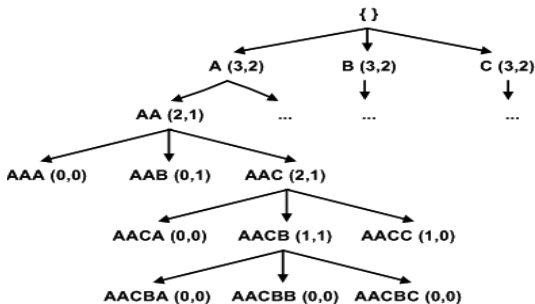 { }
A (3,2) B (3,2) C (3,2)
AA (2,1) ... ... ...
AAA (0,0) AAB (0,1) AAC (2,1)
AACA (0,0) AACB (1,1) AACC (1,0)
AACBA (0,0) AACBB (0,0) AACBC (0,0)